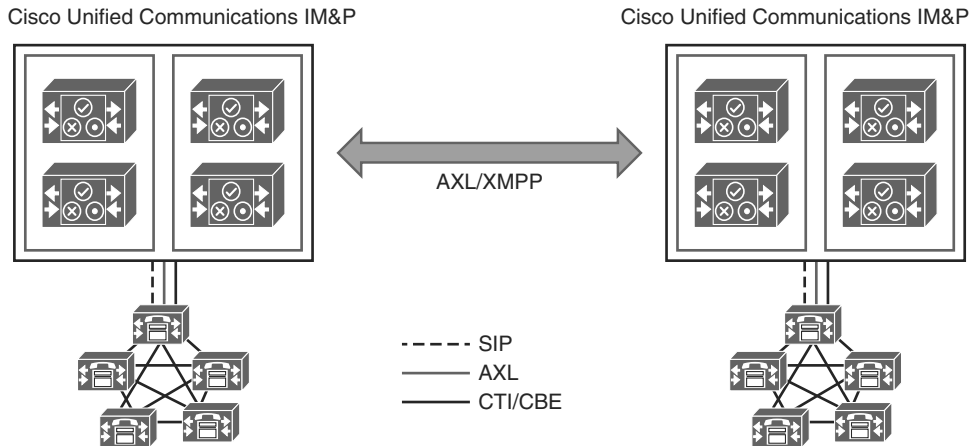 Cisco Unified Communications IM&P
Cisco Unified Communications IM&P
AXL/XMPP
SIP
AXL
CTI/CBE